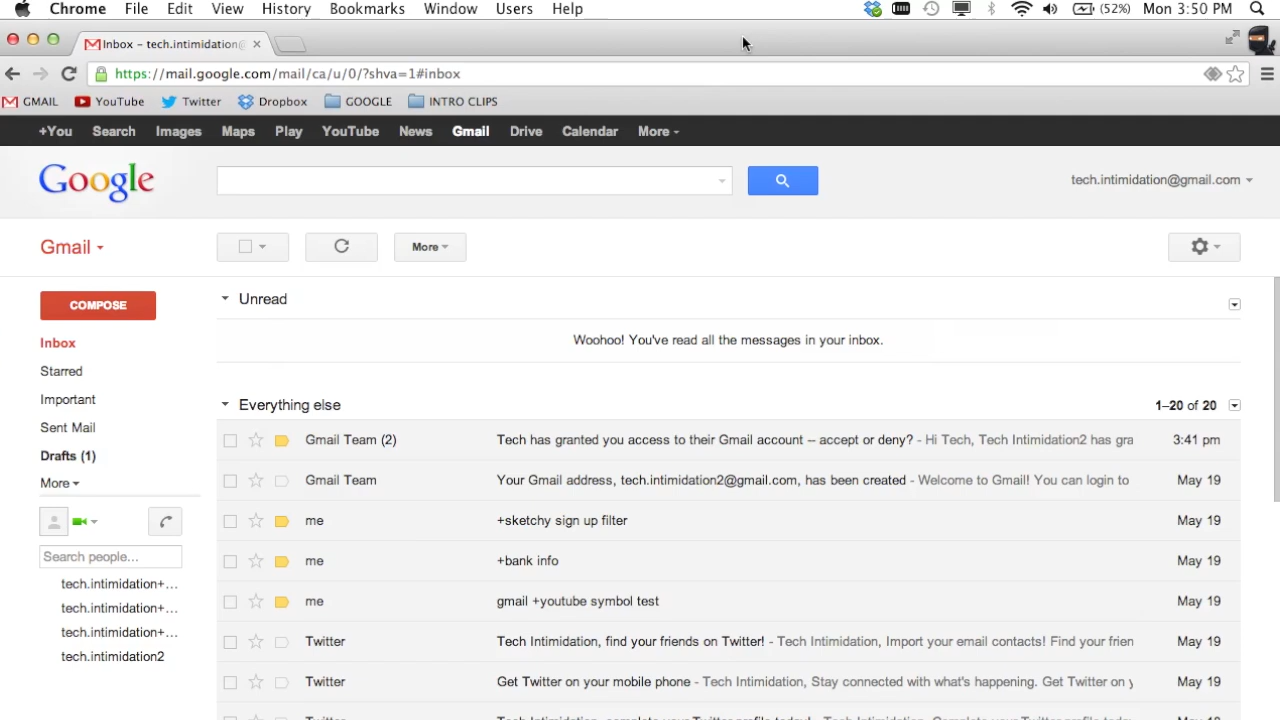 Chrome File Edit View History Bookmarks Window Users Help (52%) Mon 3:50 PM
Inbox - tech.intimidation@
https://mail.google.com/mail/ca/u/0/?shva=1#inbox
GMAIL YouTube Twitter Dropbox GOOGLE INTRO CLIPS
+You Search Images Maps Play YouTube News Gmail Drive Calendar More
Google tech.intimidation@gmail.com
Gmail More
COMPOSE
Inbox
Starred
Important
Sent Mail
Drafts (1)
More
Search people...
tech.intimidation+...
tech.intimidation+...
tech.intimidation+...
tech.intimidation2
Unread
Woohoo! You've read all the messages in your inbox.
Everything else 1–20 of 20
Gmail Team (2) Tech has granted you access to their Gmail account -- accept or deny? - Hi Tech, Tech Intimidation2 has gra 3:41 pm
Gmail Team Your Gmail address, tech.intimidation2@gmail.com, has been created - Welcome to Gmail! You can login to May 19
me +sketchy sign up filter May 19
me +bank info May 19
me gmail +youtube symbol test May 19
Twitter Tech Intimidation, find your friends on Twitter! - Tech Intimidation, Import your email contacts! Find your frien May 19
Twitter Get Twitter on your mobile phone - Tech Intimidation, Stay connected with what's happening. Get Twitter on y May 19